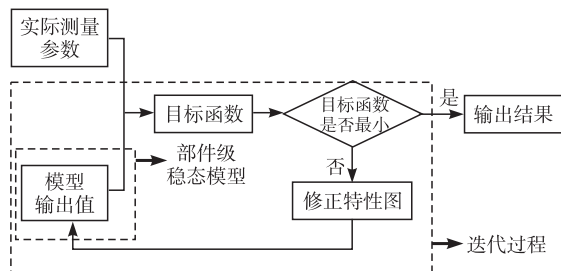 实际测量
参数
目标函数
目标函数
是否最小
是
输出结果
部件级
稳态模型
模型
输出值
否
修正特性图
迭代过程